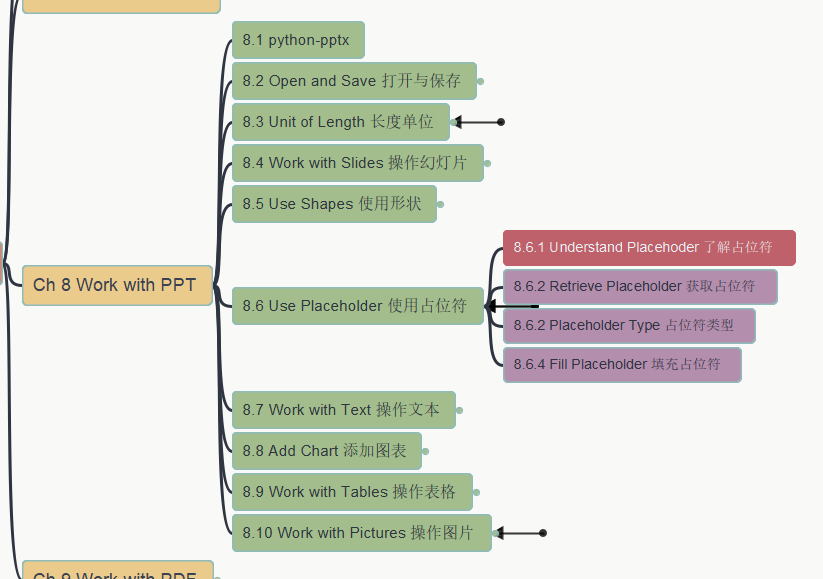 8.1 python-pptx
8.2 Open and Save 打开与保存
8.3 Unit of Length 长度单位
8.4 Work with Slides 操作幻灯片
8.5 Use Shapes 使用形状
8.6.1 Understand Placehoder 了解占位符
8.6.2 Retrieve Placeholder 获取占位符
Ch 8 Work with PPT
8.6 Use Placeholder 使用占位符
8.6.2 Placeholder Type 占位符类型
8.6.4 Fill Placeholder 填充占位符
8.7 Work with Text 操作文本
8.8 Add Chart 添加图表
8.9 Work with Tables 操作表格
8.10 Work with Pictures 操作图片
Ch 9 Work with PDF